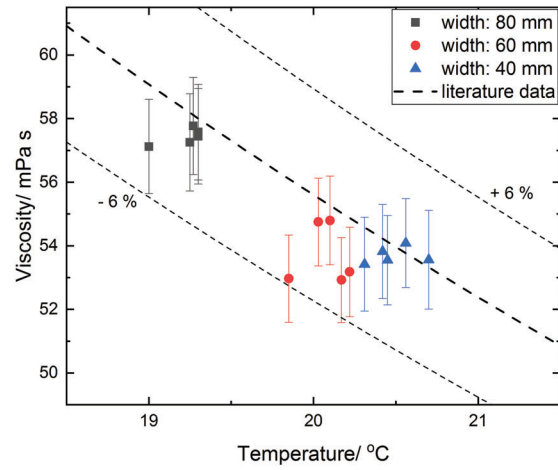 width: 80 mm
width: 60 mm
width: 40 mm
literature data
+ 6 %
- 6 %
Viscosity/ mPa s
60
58
56
54
52
50
19
20
21
Temperature/ °C